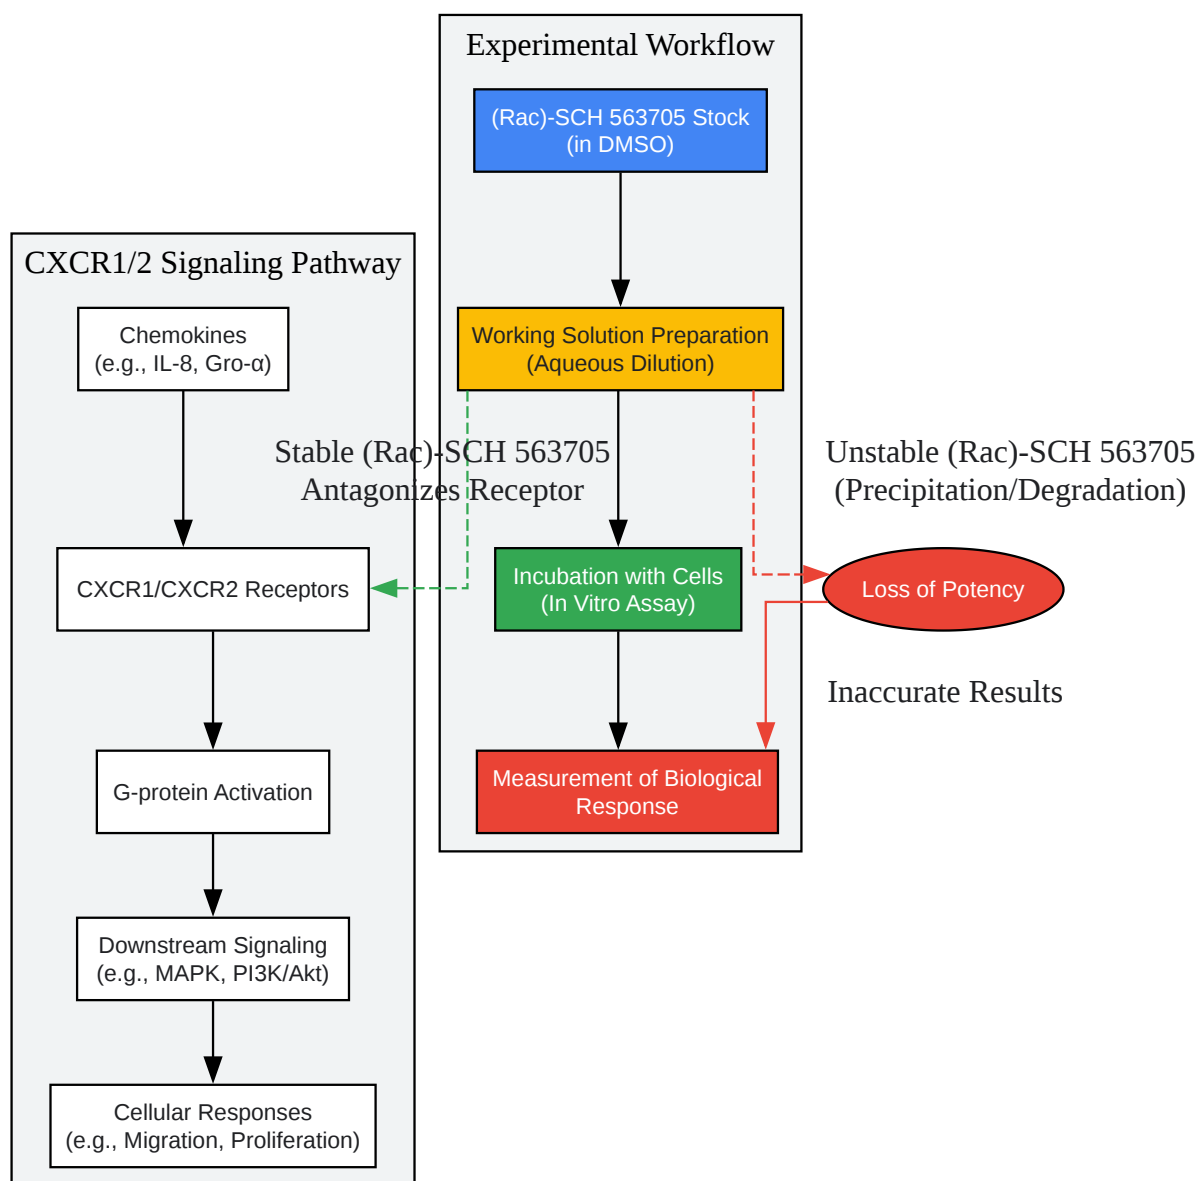 Experimental Workflow
(Rac)-SCH 563705 Stock
(in DMSO)
CXCR1/2 Signaling Pathway
Chemokines
(e.g., IL-8, Gro-α)
Working Solution Preparation
(Aqueous Dilution)
Stable (Rac)-SCH 563705
Antagonizes Receptor
Unstable (Rac)-SCH 563705
(Precipitation/Degradation)
CXCR1/CXCR2 Receptors
Incubation with Cells
(In Vitro Assay)
Loss of Potency
Inaccurate Results
G-protein Activation
Measurement of Biological
Response
Downstream Signaling
(e.g., MAPK, PI3K/Akt)
Cellular Responses
(e.g., Migration, Proliferation)